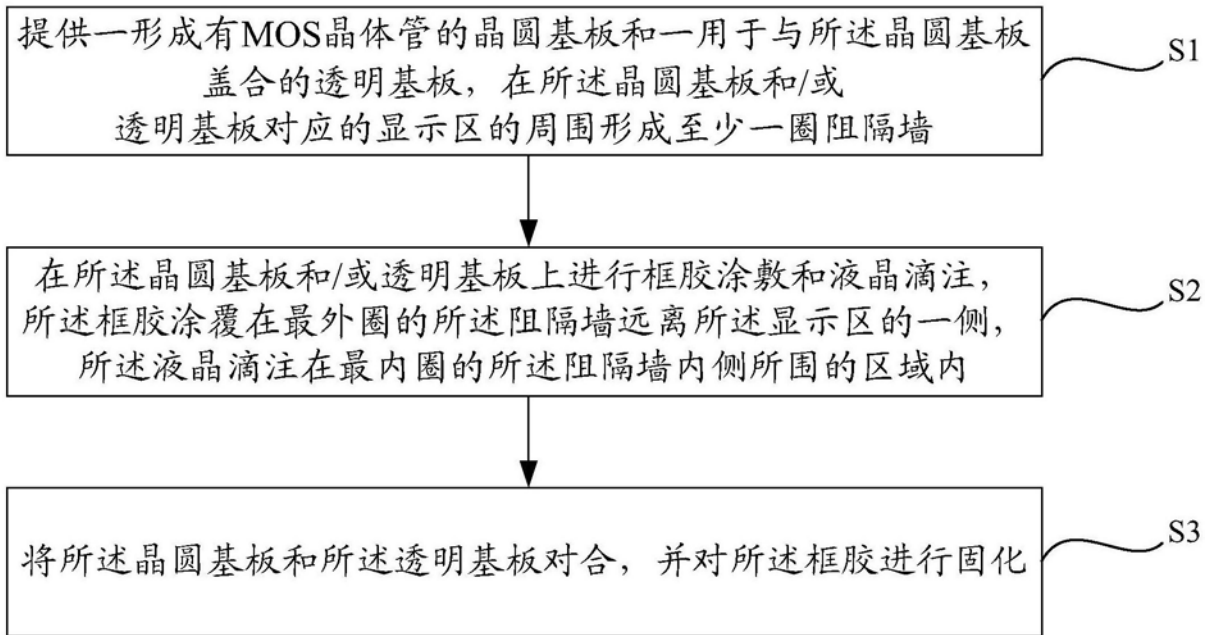 提供一形成有MOS晶体管的晶圆基板和一用于与所述晶圆基板
盖合的透明基板，在所述晶圆基板和/或
透明基板对应的显示区的周围形成至少一圈阻隔墙
S1
在所述晶圆基板和/或透明基板上进行框胶涂敷和液晶滴注，
所述框胶涂覆在最外圈的所述阻隔墙远离所述显示区的一侧，
所述液晶滴注在最内圈的所述阻隔墙内侧所围的区域内
S2
将所述晶圆基板和所述透明基板对合，并对所述框胶进行固化
S3